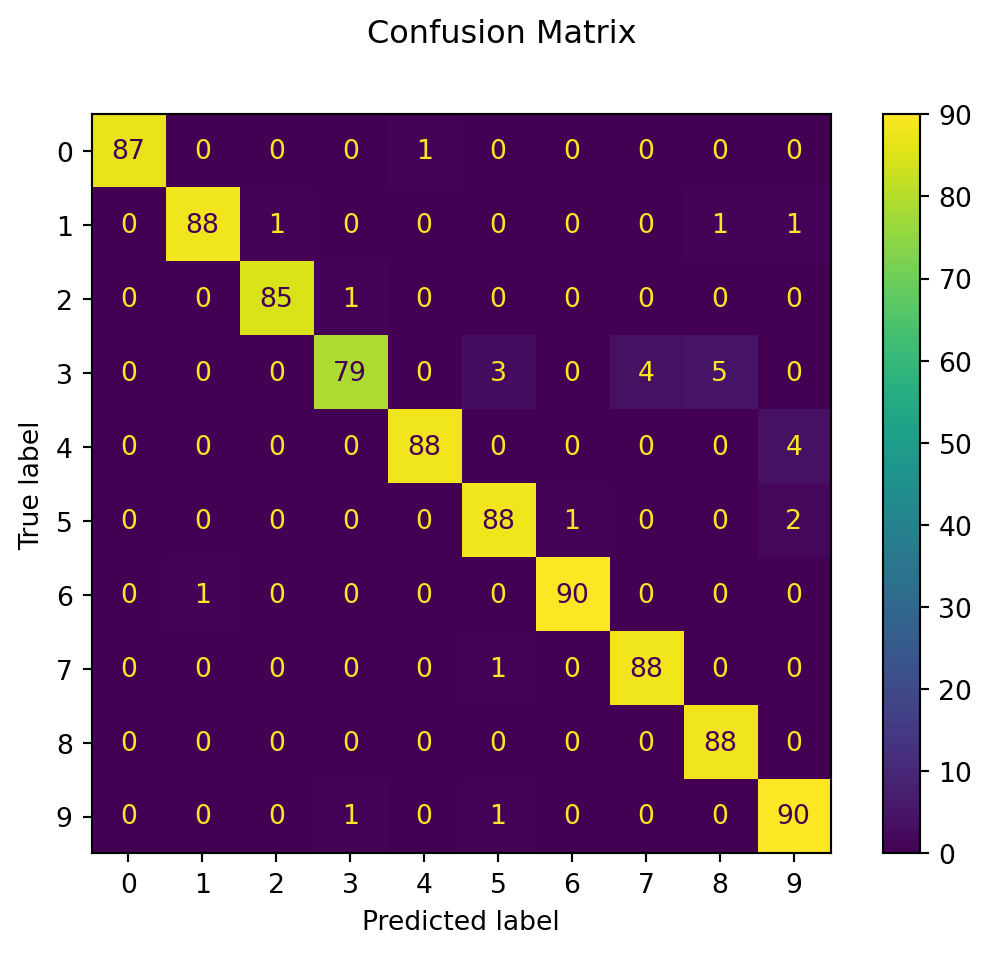 Confusion Matrix
0 87 0 0 0 1 0 0 0 0 0
1 0 88 1 0 0 0 0 0 1 1
2 0 0 85 1 0 0 0 0 0 0
3 0 0 0 79 0 3 0 4 5 0
4 0 0 0 0 88 0 0 0 0 4
5 0 0 0 0 0 88 1 0 0 2
6 0 1 0 0 0 0 90 0 0 0
7 0 0 0 0 0 1 0 88 0 0
8 0 0 0 0 0 0 0 0 88 0
9 0 0 0 1 0 1 0 0 0 90
0 1 2 3 4 5 6 7 8 9
Predicted label
True label
90
80
70
60
50
40
30
20
10
0